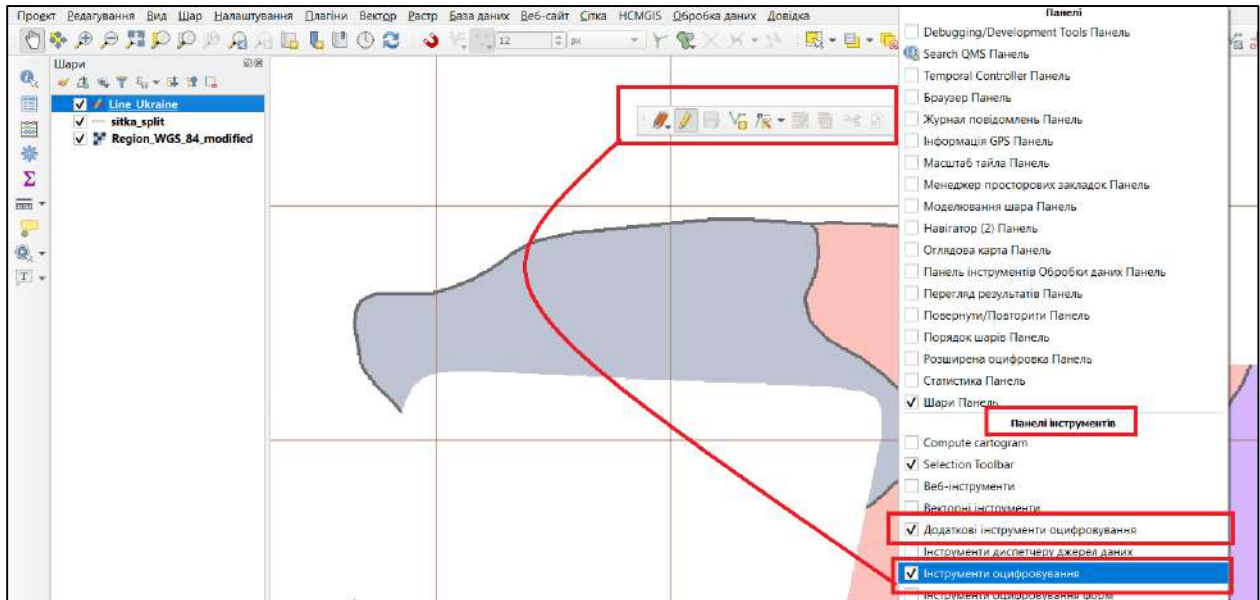 Проект Редагування Вид Шар Налаштування Плагіни Вектор Растр База даних Веб-сайт Сітка HCMGIS Обробка даних Довідка
12 px
Шари
Line_Ukraine
sitka_split
Region_WGS_84_modified
Панелі
Debugging/Development Tools Панель
Search QMS Панель
Temporal Controller Панель
Браузер Панель
Журнал повідомлень Панель
Інформація GPS Панель
Масштаб тайла Панель
Менеджер просторових закладок Панель
Моделювання шара Панель
Навігатор (2) Панель
Оглядова карта Панель
Панель інструментів Обробки даних Панель
Перегляд результатів Панель
Повернути/Повторити Панель
Порядок шарів Панель
Розширена оцифровка Панель
Статистика Панель
Шари Панель
Панелі інструментів
Compute cartogram
Selection Toolbar
Веб-інструменти
Векторні інструменти
Додаткові інструменти оцифровування
Інструменти диспетчеру джерел даних
Інструменти оцифровування
Інструменти оцифровування форм